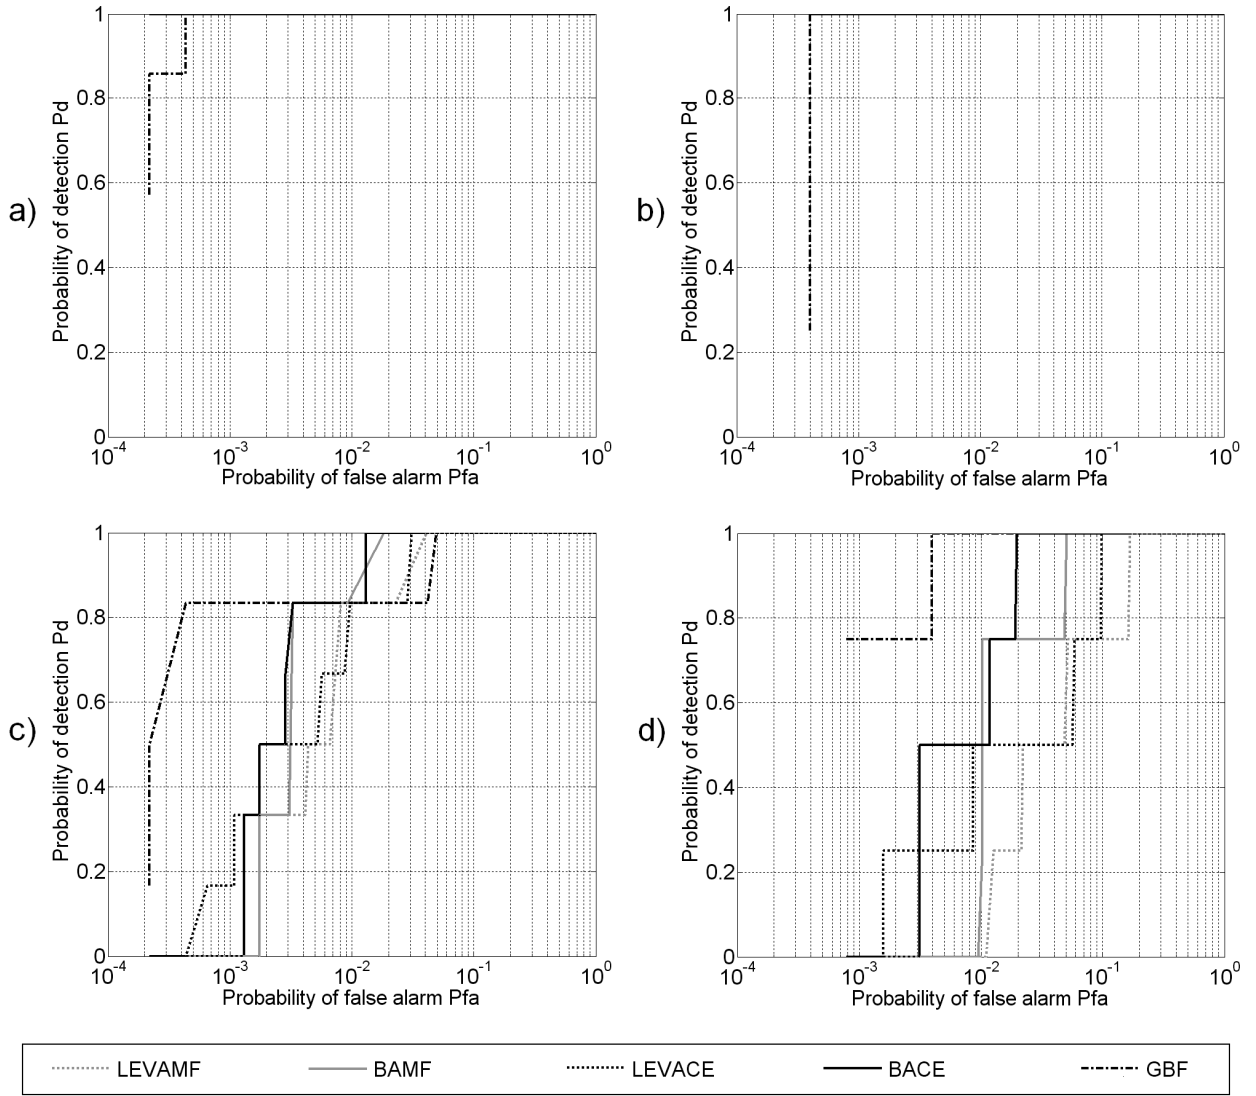 a)
Probability of detection Pd
1
0.8
0.6
0.4
0.2
0
10^-4
10^-3
10^-2
10^-1
10^0
Probability of false alarm Pfa
b)
Probability of detection Pd
1
0.8
0.6
0.4
0.2
0
10^-4
10^-3
10^-2
10^-1
10^0
Probability of false alarm Pfa
c)
Probability of detection Pd
1
0.8
0.6
0.4
0.2
0
10^-4
10^-3
10^-2
10^-1
10^0
Probability of false alarm Pfa
d)
Probability of detection Pd
1
0.8
0.6
0.4
0.2
0
10^-4
10^-3
10^-2
10^-1
10^0
Probability of false alarm Pfa
LEVAMF
BAMF
LEVACE
BACE
GBF